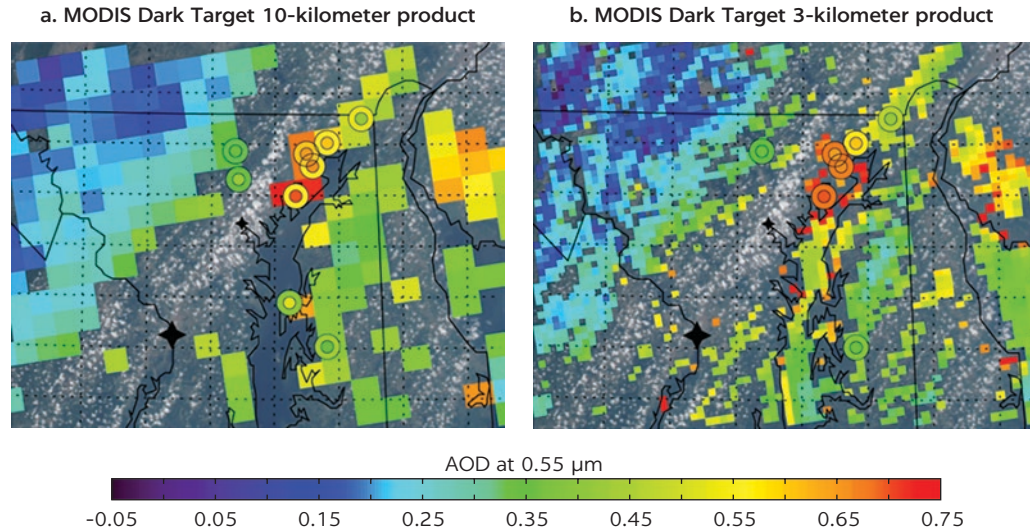 a. MODIS Dark Target 10-kilometer product
b. MODIS Dark Target 3-kilometer product
AOD at 0.55 µm
-0.05 0.05 0.15 0.25 0.35 0.45 0.55 0.65 0.75